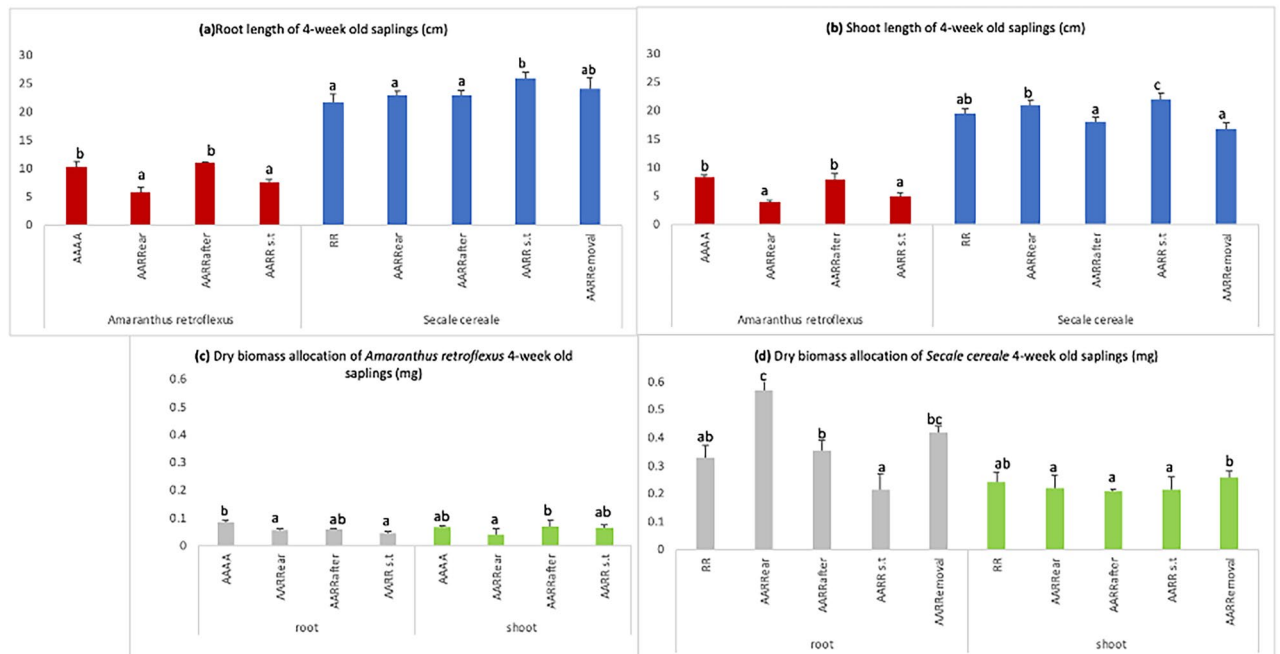 (a)Root length of 4-week old saplings (cm)
30
25
20
15
10
5
0
b
a
b
a
a
a
a
b
ab
AAAA
AARRear
AARRafter
AARR s.t
RR
AARRear
AARRafter
AARR s.t
AARRemoval
Amaranthus retroflexus
Secale cereale
(b) Shoot length of 4-week old saplings (cm)
30
25
20
15
10
5
0
b
a
b
a
ab
b
a
c
a
AAAA
AARRear
AARRafter
AARR s.t
RR
AARRear
AARRafter
AARR s.t
AARRemoval
Amaranthus retroflexus
Secale cereale
(c) Dry biomass allocation of Amaranthus retroflexus 4-week old
saplings (mg)
0.6
0.5
0.4
0.3
0.2
0.1
0
b
a
ab
a
ab
a
b
ab
AAAA
AARRear
AARRafter
AARR s.t
AAAA
AARRear
AARRafter
AARR s.t
root
shoot
(d) Dry biomass allocation of Secale cereale 4-week old saplings (mg)
0.6
0.5
0.4
0.3
0.2
0.1
0
ab
c
b
a
bc
ab
a
a
a
b
RR
AARRear
AARRafter
AARR s.t
AARRemoval
RR
AARRear
AARRafter
AARR s.t
AARRemoval
root
shoot